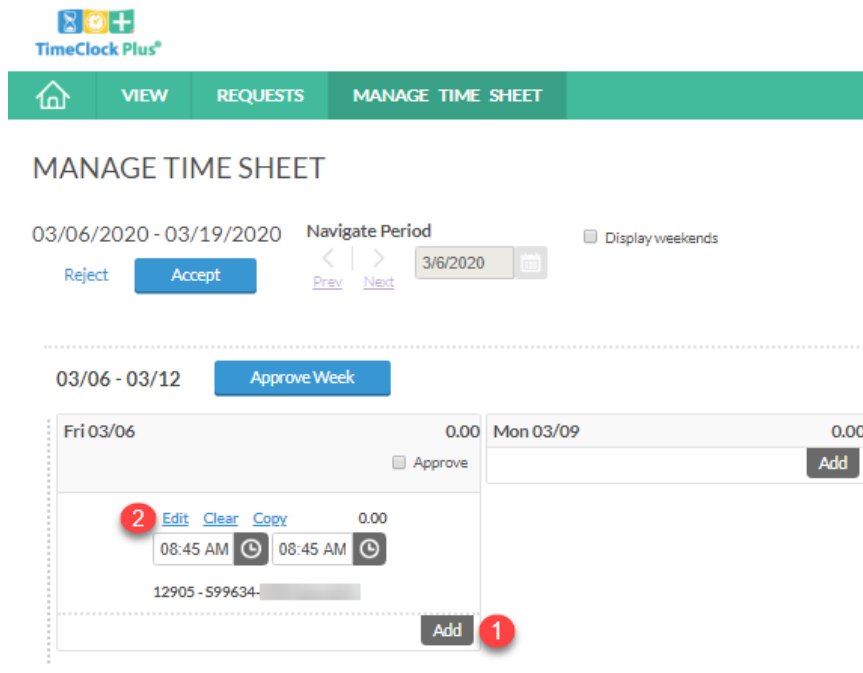 TimeClock Plus®
VIEW REQUESTS MANAGE TIME SHEET
MANAGE TIME SHEET
03/06/2020 - 03/19/2020 Navigate Period Display weekends
Reject Accept Prev Next 3/6/2020
03/06 - 03/12 Approve Week
Fri 03/06 0.00 Mon 03/09 0.00
Approve Add
2 Edit Clear Copy 0.00
08:45 AM 08:45 AM
12905 - S99634-
Add 1